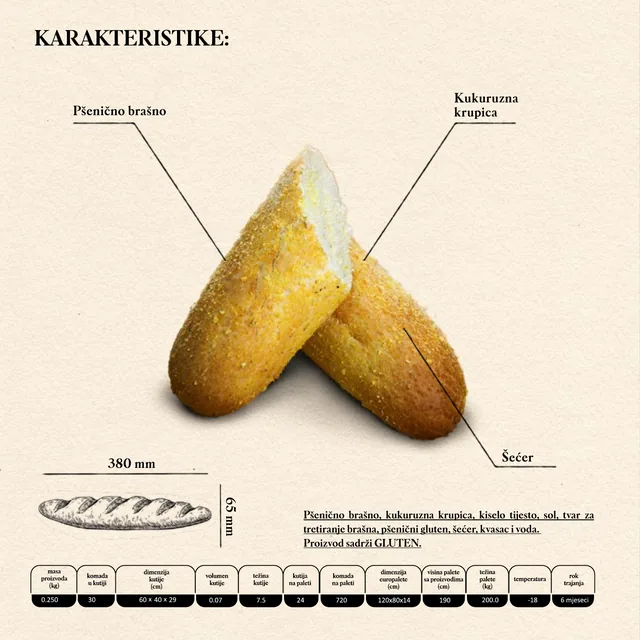 KARAKTERISTIKE:
Pšenično brašno
Kukuruzna
krupica
Šećer
380 mm
65 mm
Pšenično brašno, kukuruzna krupica, kiselo tijesto, sol, tvar za
tretiranje brašna, pšenični gluten, šećer, kvasac i voda.
Proizvod sadrži GLUTEN.
masa proizvoda (kg) komada u kutiji dimenzija kutije (cm) volumen kutije težina kutije kutija na paleti komada na paleti dimenzija europalete (cm) visina palete sa proizvodima (cm) težina palete (kg) temperatura rok trajanja
0.250 30 60 × 40 × 29 0.07 7.5 24 720 120x80x14 190 200.0 -18 6 mjeseci